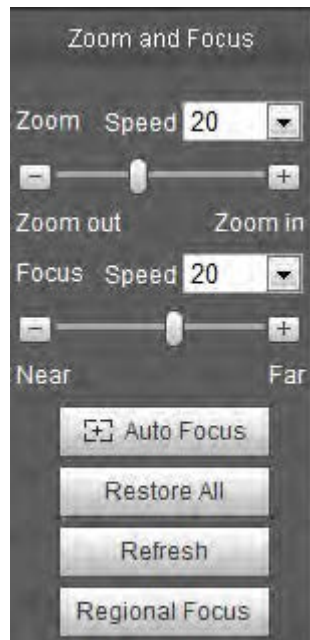 Zoom and Focus
Zoom Speed 20
Zoom out Zoom in
Focus Speed 20
Near Far
Auto Focus
Restore All
Refresh
Regional Focus